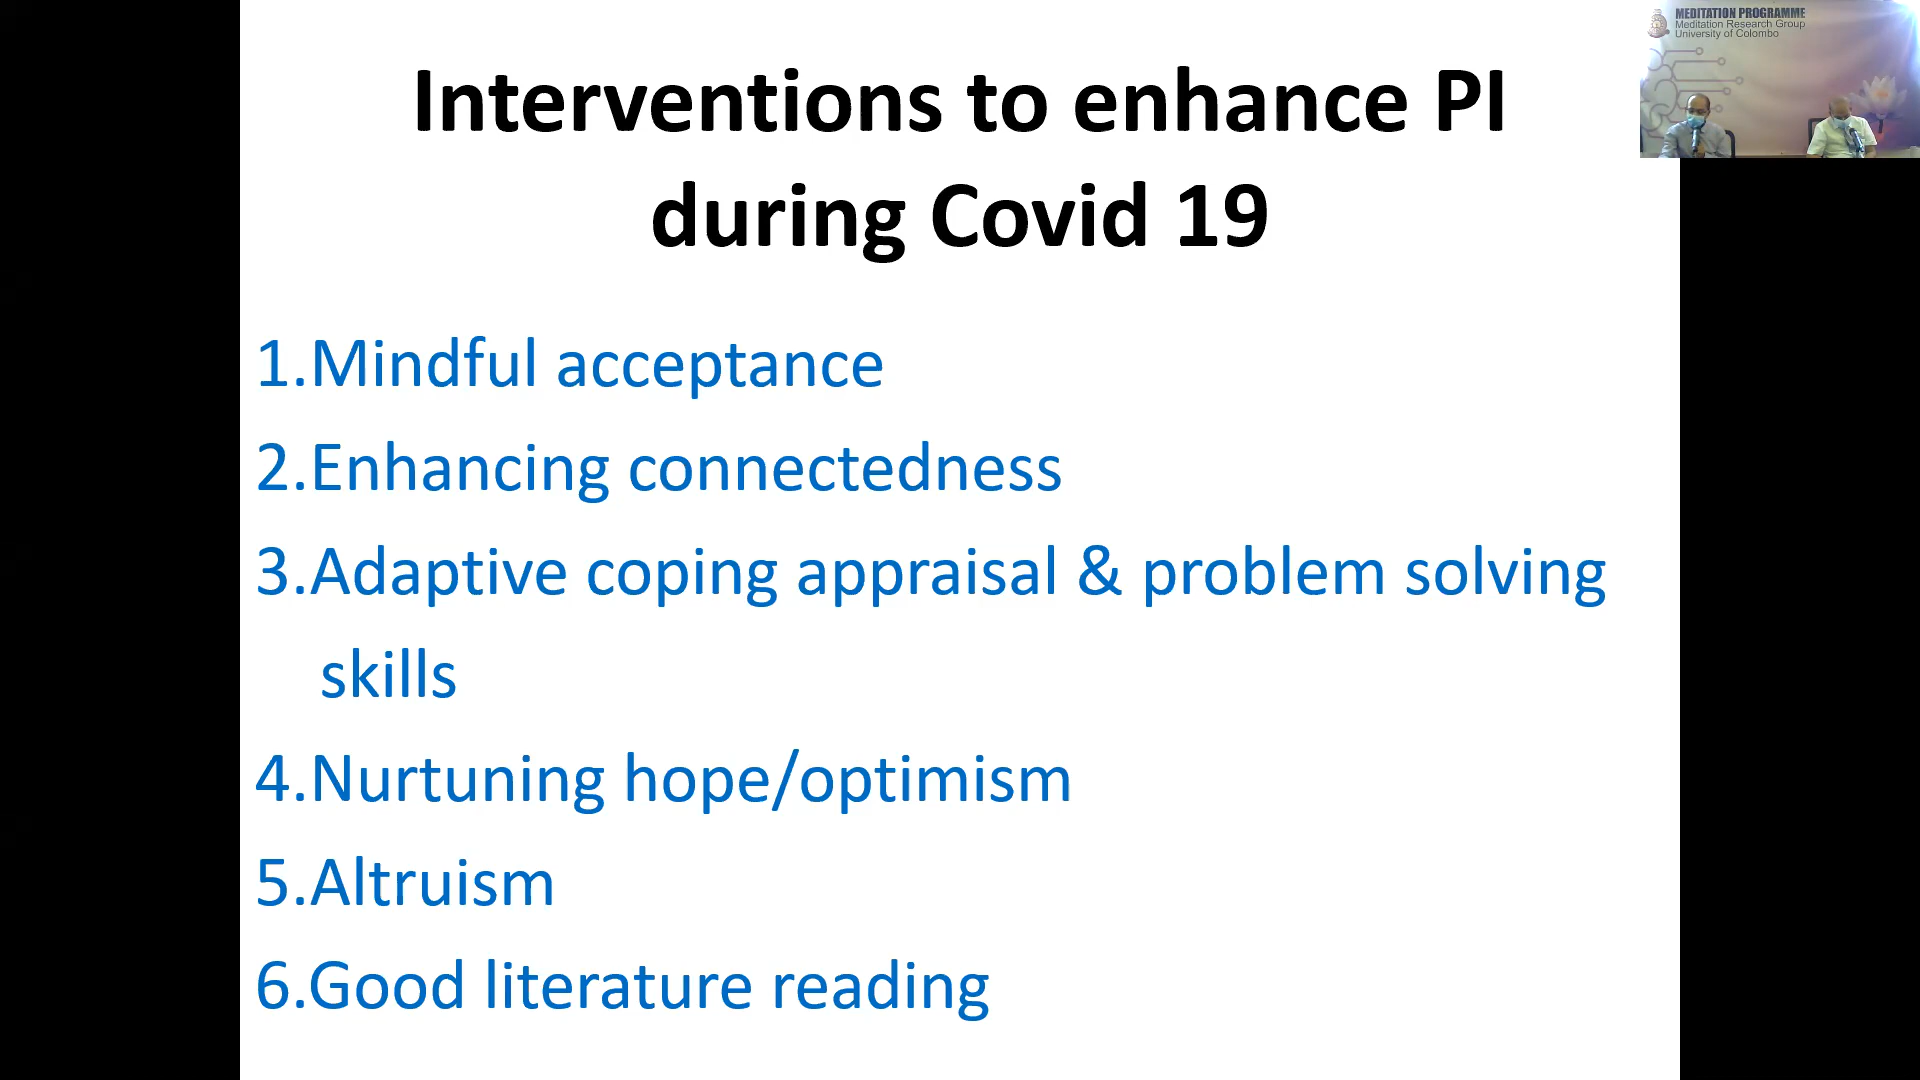 Interventions to enhance PI
during Covid 19
1.Mindful acceptance
2.Enhancing connectedness
3.Adaptive coping appraisal & problem solving
skills
4.Nurtuning hope/optimism
5.Altruism
6.Good literature reading
MEDITATION PROGRAMME
Meditation Research Group
University of Colombo